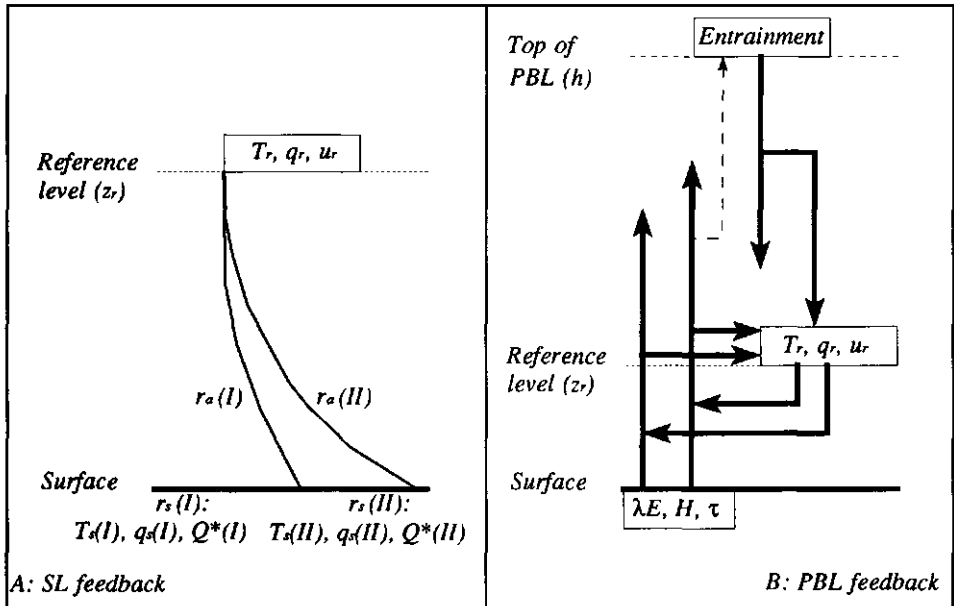 Reference
level (zr)
Tr, qr, ur
ra(I)
ra(II)
Surface
rs(I):
rs(II):
Ts(I), qs(I), Q*(I)
Ts(II), qs(II), Q*(II)
A: SL feedback
Top of
PBL (h)
Entrainment
Reference
level (zr)
Tr, qr, ur
Surface
λE, H, τ
B: PBL feedback